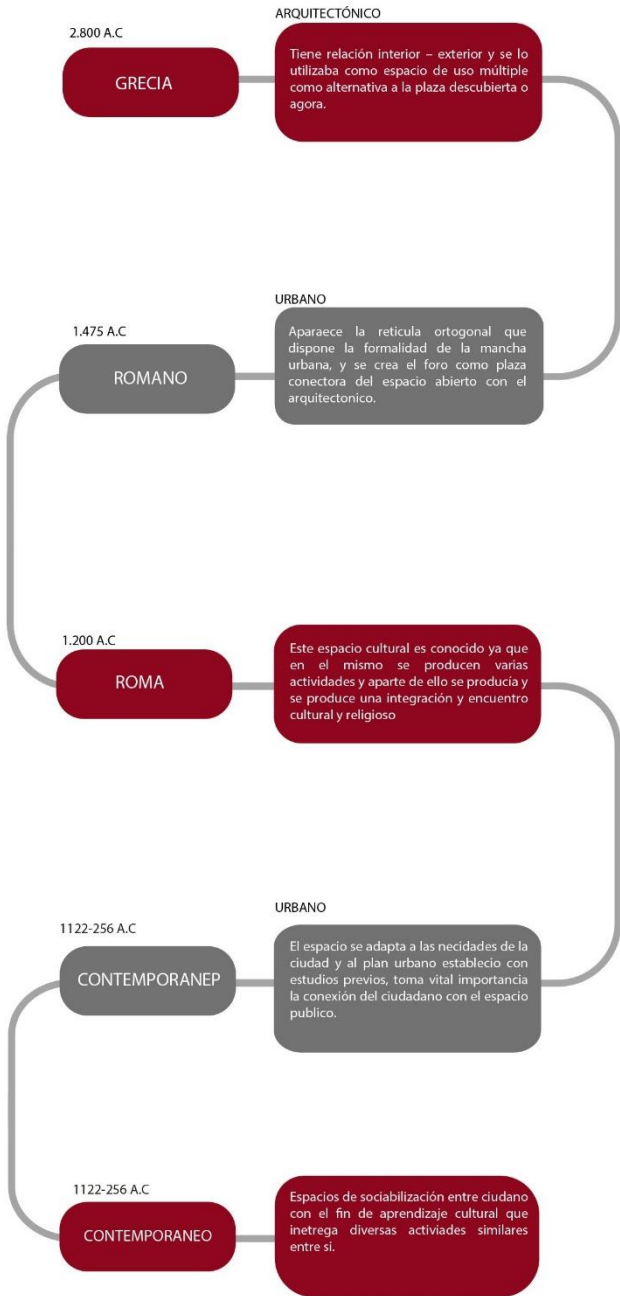 ARQUITECTÓNICO
2.800 A.C
GRECIA
Tiene relación interior – exterior y se lo
utilizaba como espacio de uso múltiple
como alternativa a la plaza descubierta o
agora.
URBANO
1.475 A.C
ROMANO
Aparaece la reticula ortogonal que
dispone la formalidad de la mancha
urbana, y se crea el foro como plaza
conectora del espacio abierto con el
arquitectonico.
1.200 A.C
ROMA
Este espacio cultural es conocido ya que
en el mismo se producen varias
actividades y aparte de ello se producía y
se produce una integración y encuentro
cultural y religioso
URBANO
1122-256 A.C
CONTEMPORANEP
El espacio se adapta a las necidades de la
ciudad y al plan urbano establecio con
estudios previos, toma vital importancia
la conexión del ciudadano con el espacio
publico.
1122-256 A.C
CONTEMPORANEO
Espacios de sociabilización entre ciudano
con el fin de aprendizaje cultural que
inetrega diversas activiades similares
entre si.